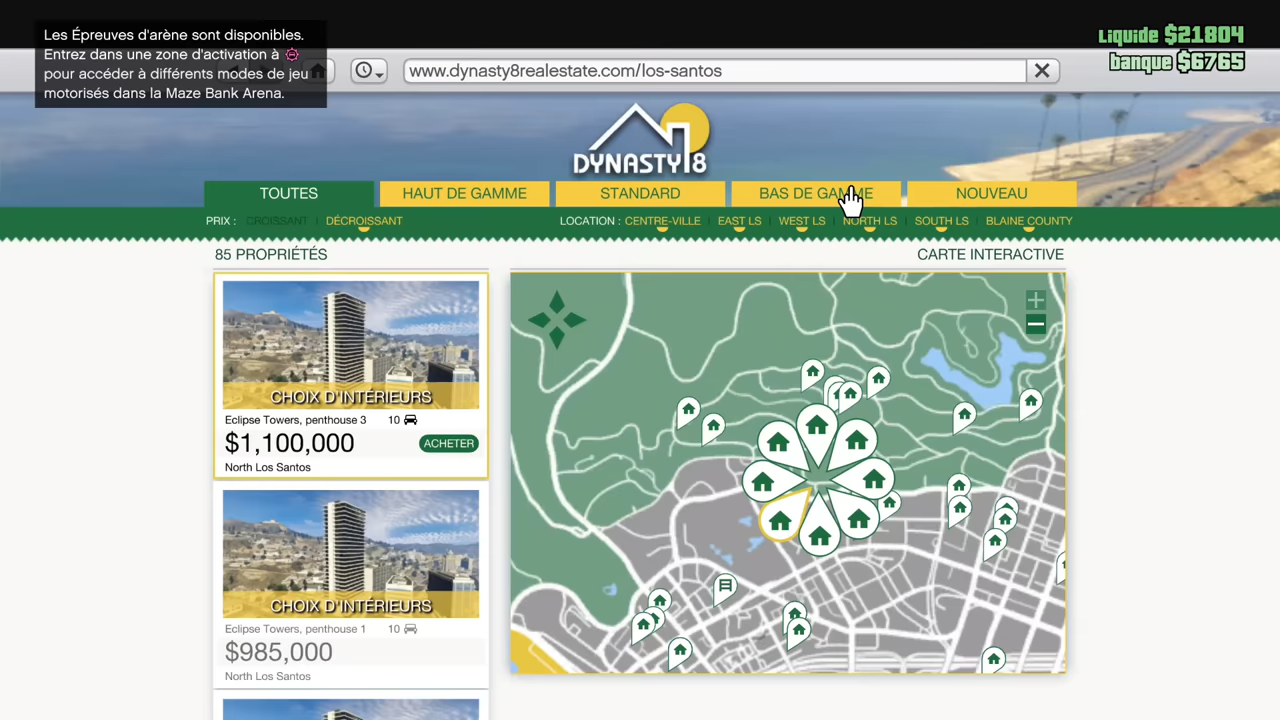 Les Épreuves d'arène sont disponibles.
Entrez dans une zone d'activation à
pour accéder à différents modes de jeu
motorisés dans la Maze Bank Arena.
Liquide $21804
banque $6765
www.dynasty8realestate.com/los-santos
DYNASTY 8
TOUTES
HAUT DE GAMME
STANDARD
BAS DE GAMME
NOUVEAU
PRIX : CROISSANT DÉCROISSANT
LOCATION : CENTRE-VILLE EAST LS WEST LS NORTH LS SOUTH LS BLAINE COUNTY
85 PROPRIÉTÉS
CARTE INTERACTIVE
CHOIX D'INTÉRIEURS
Eclipse Towers, penthouse 3 10
$1,100,000
ACHETER
North Los Santos
CHOIX D'INTÉRIEURS
Eclipse Towers, penthouse 1 10
$985,000
North Los Santos